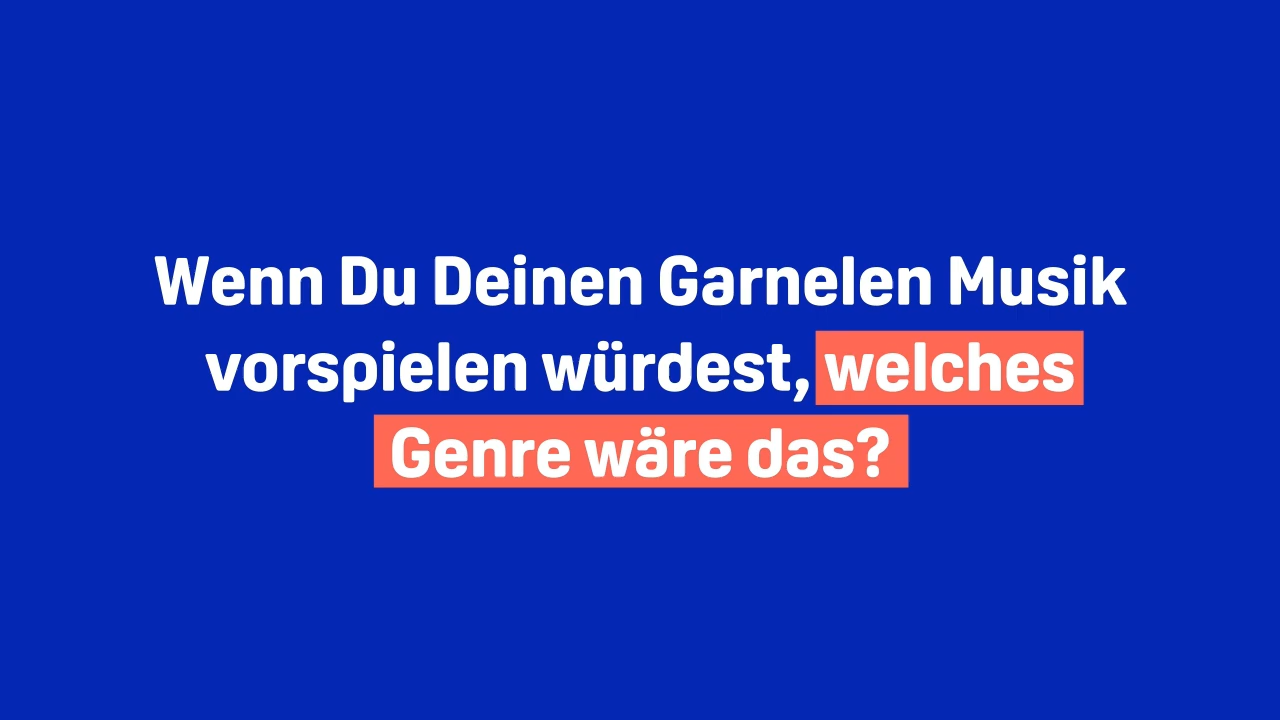 Wenn Du Deinen Garnelen Musik
vorspielen würdest, welches
Genre wäre das?